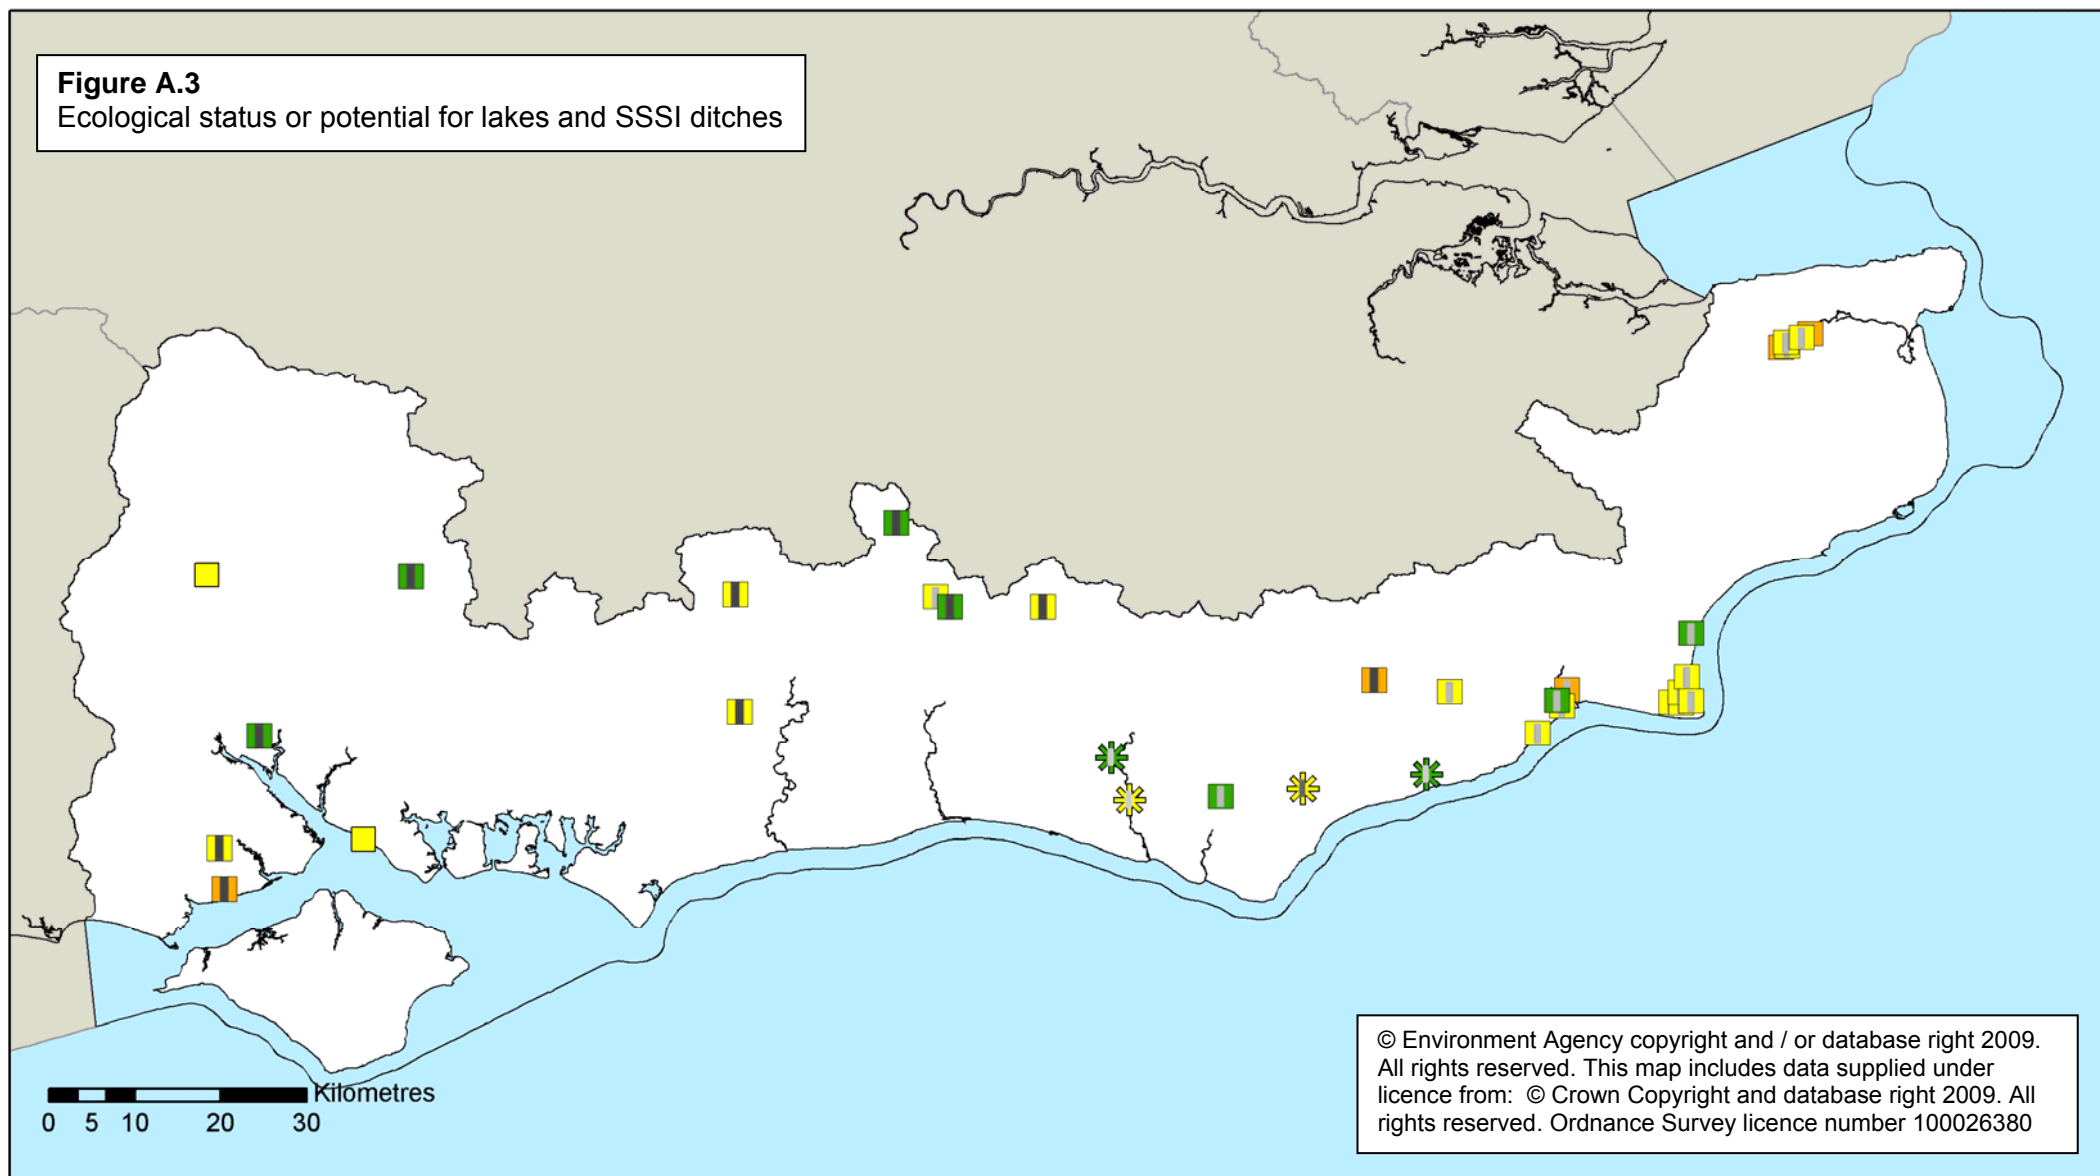 Figure A.3
Ecological status or potential for lakes and SSSI ditches
Kilometres
0 5 10 20 30
© Environment Agency copyright and / or database right 2009.
All rights reserved. This map includes data supplied under
licence from: © Crown Copyright and database right 2009. All
rights reserved. Ordnance Survey licence number 100026380